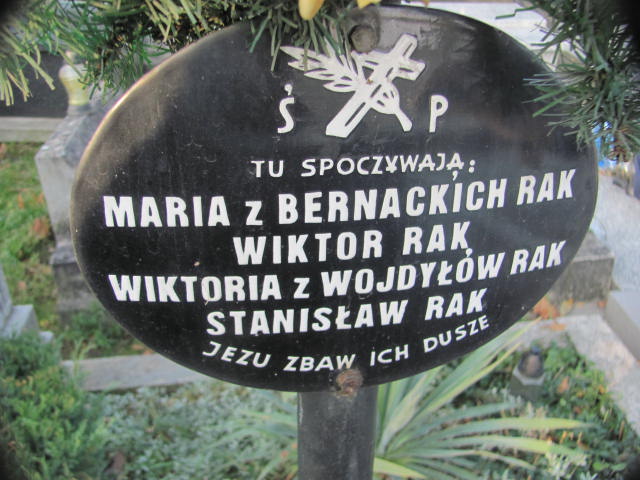 Ś P
TU SPOCZYWAJĄ:
MARIA z BERNACKICH RAK
WIKTOR RAK
WIKTORIA z WOJDYŁÓW RAK
STANISŁAW RAK
JEZU ZBAW ICH DUSZE